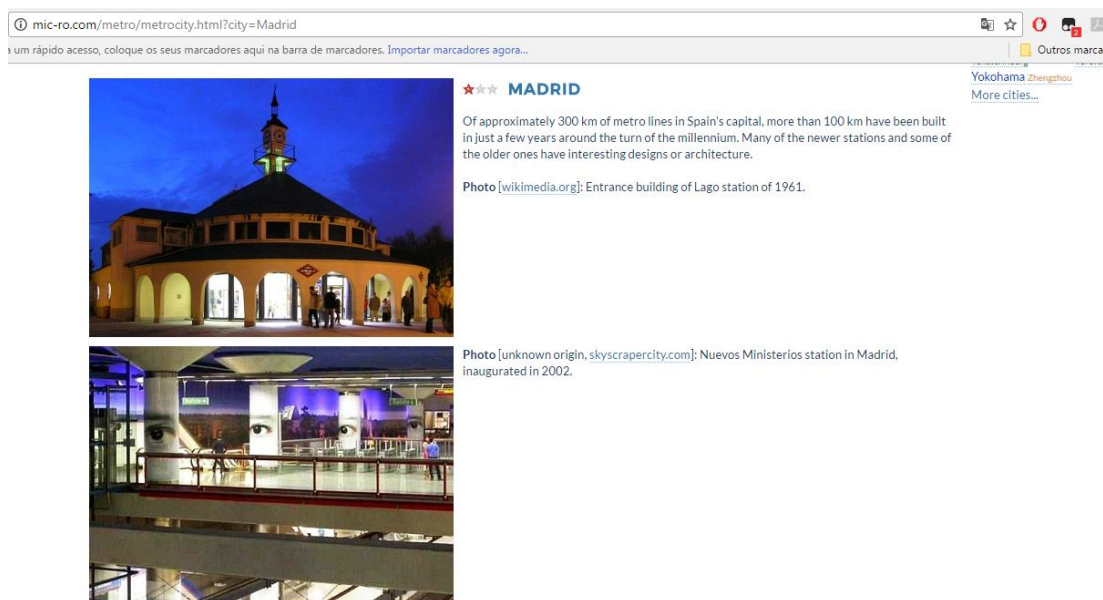 mic-ro.com/metro/metrocity.html?city=Madrid
a um rápido acesso, coloque os seus marcadores aqui na barra de marcadores. Importar marcadores agora...
Outros marca
2
Yokohama Zhengzhou
More cities...
MADRID
Of approximately 300 km of metro lines in Spain's capital, more than 100 km have been built
in just a few years around the turn of the millennium. Many of the newer stations and some of
the older ones have interesting designs or architecture.
Photo [wikimedia.org]: Entrance building of Lago station of 1961.
Photo [unknown origin, skyscrapercity.com]: Nuevos Ministerios station in Madrid,
inaugurated in 2002.